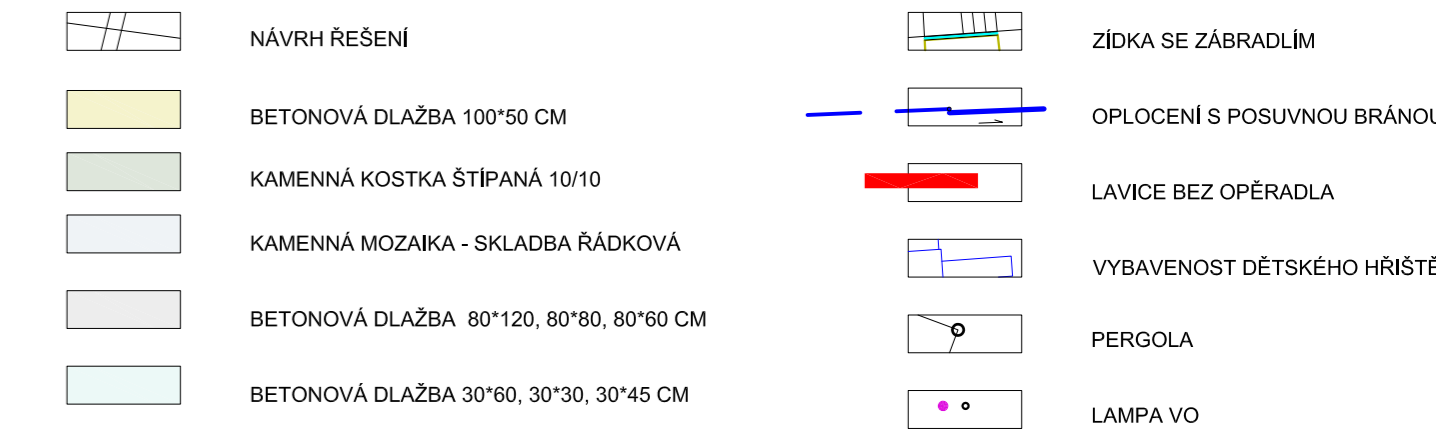 NÁVRH ŘEŠENÍ
BETONOVÁ DLAŽBA 100*50 CM
KAMENNÁ KOSTKA ŠTÍPANÁ 10/10
KAMENNÁ MOZAIKA - SKLADBA ŘÁDKOVÁ
BETONOVÁ DLAŽBA 80*120, 80*80, 80*60 CM
BETONOVÁ DLAŽBA 30*60, 30*30, 30*45 CM
ZÍDKA SE ZÁBRADLÍM
OPLOCENÍ S POSUVNOU BRÁNOU
LAVICE BEZ OPĚRADLA
VYBAVENOST DĚTSKÉHO HŘIŠTĚ
PERGOLA
LAMPA VO